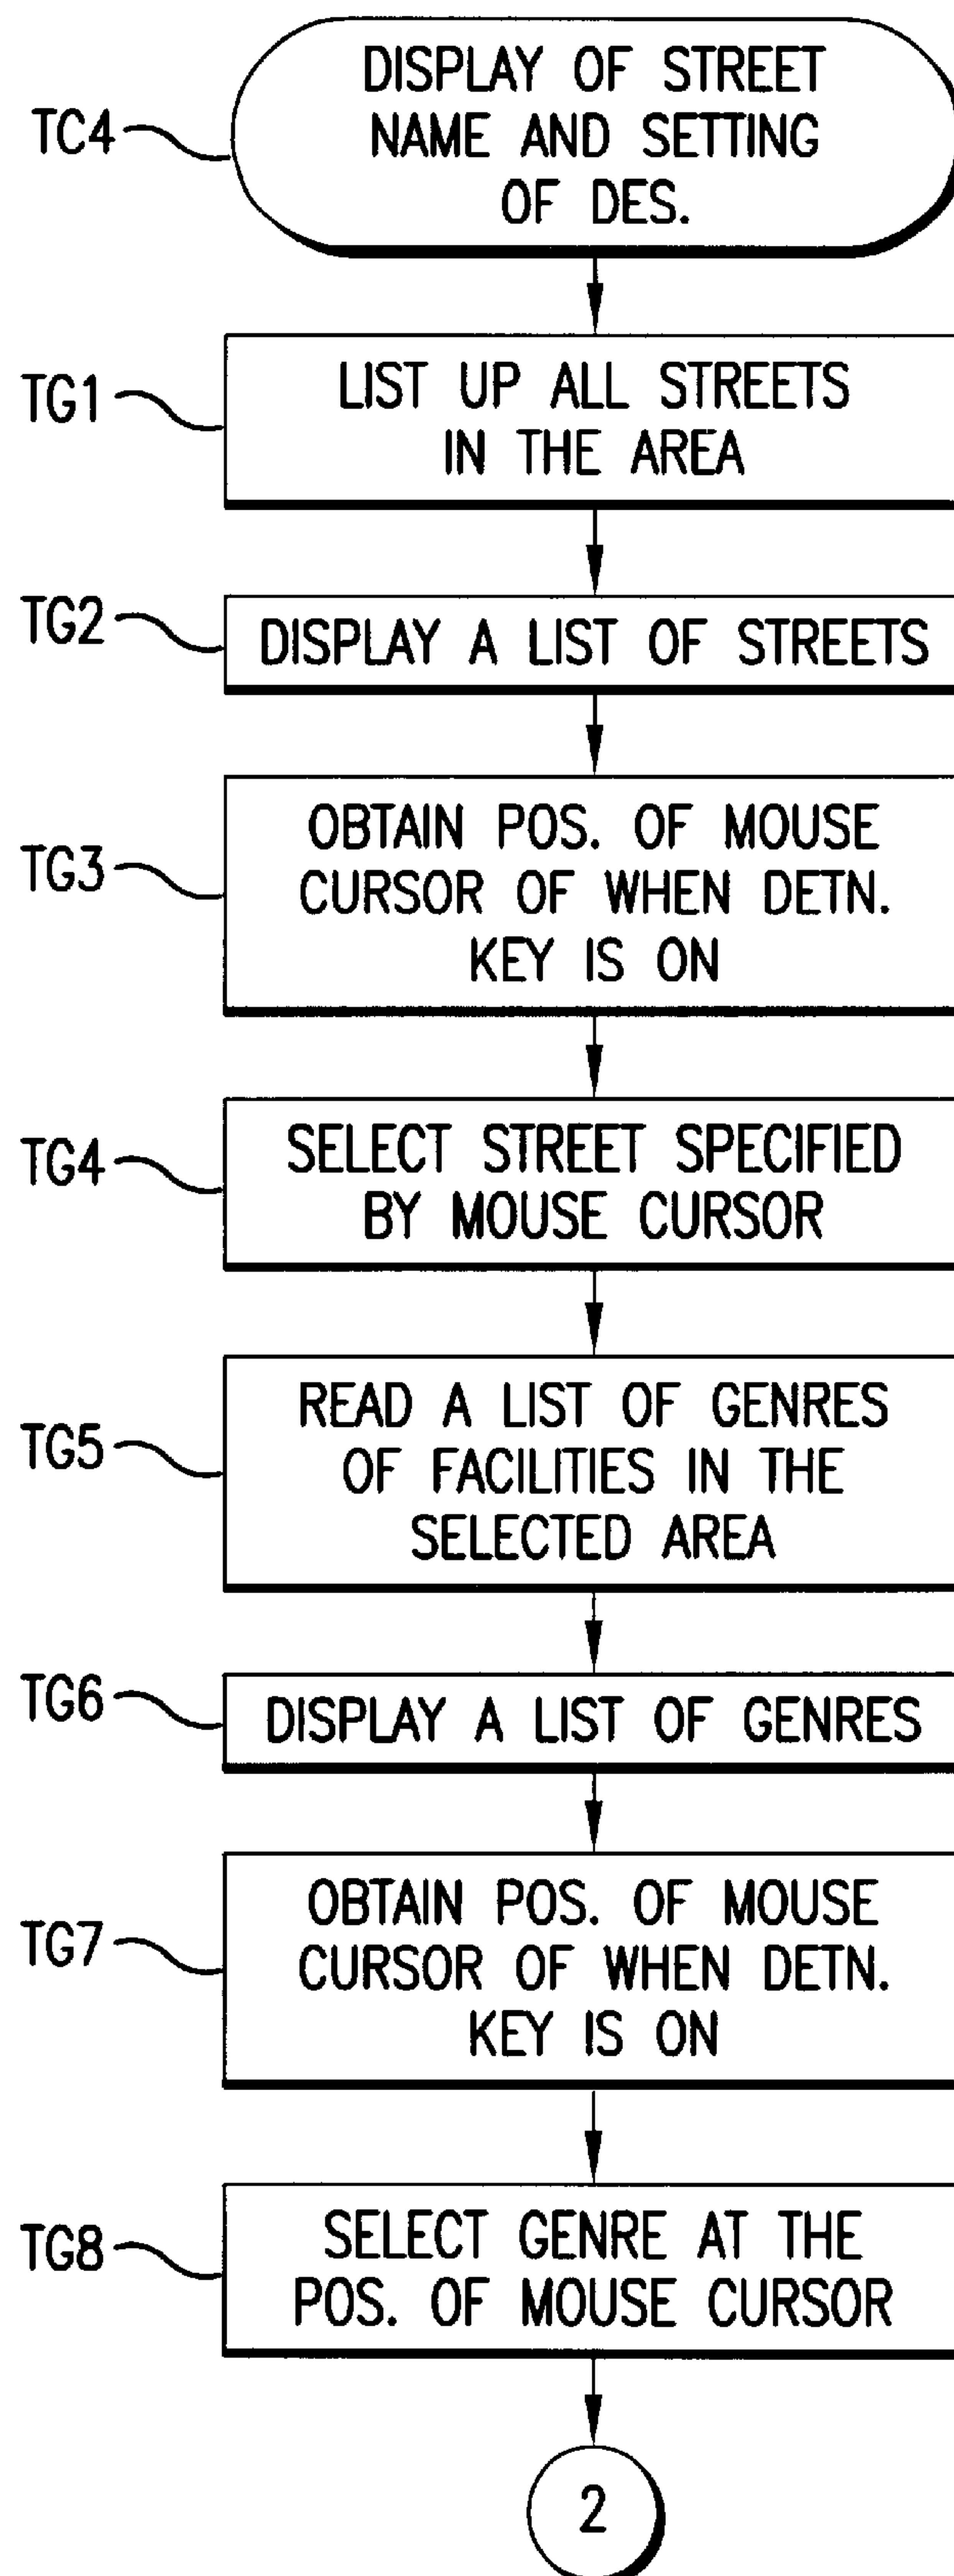 DISPLAY OF STREET
NAME AND SETTING
OF DES.
TC4
TG1
LIST UP ALL STREETS
IN THE AREA
TG2
DISPLAY A LIST OF STREETS
TG3
OBTAIN POS. OF MOUSE
CURSOR OF WHEN DETN.
KEY IS ON
TG4
SELECT STREET SPECIFIED
BY MOUSE CURSOR
TG5
READ A LIST OF GENRES
OF FACILITIES IN THE
SELECTED AREA
TG6
DISPLAY A LIST OF GENRES
TG7
OBTAIN POS. OF MOUSE
CURSOR OF WHEN DETN.
KEY IS ON
TG8
SELECT GENRE AT THE
POS. OF MOUSE CURSOR
2